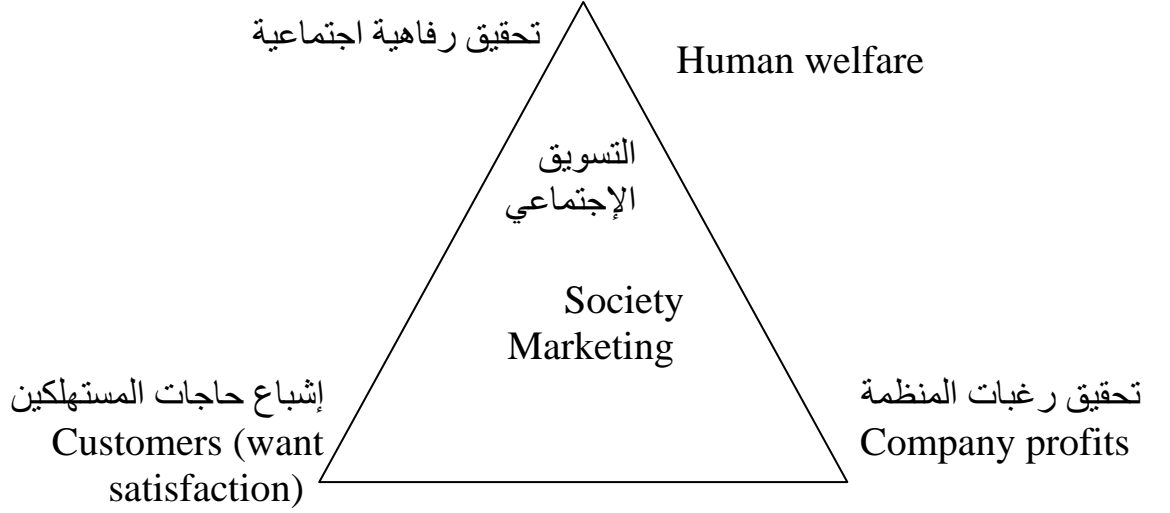 تحقيق رفاهية اجتماعية
Human welfare
التسويق
الإجتماعي
Society
Marketing
إشباع حاجات المستهلكين
Customers (want
satisfaction)
تحقيق رغبات المنظمة
Company profits